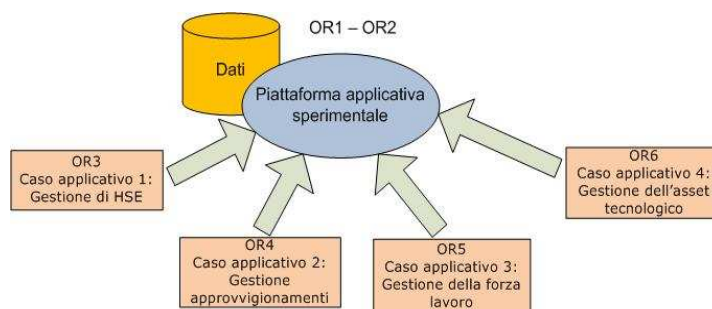 OR1 – OR2
Dati
Piattaforma applicativa
sperimentale
OR3
Caso applicativo 1:
Gestione di HSE
OR4
Caso applicativo 2:
Gestione
approvvigionamenti
OR5
Caso applicativo 3:
Gestione della forza
lavoro
OR6
Caso applicativo 4:
Gestione dell'asset
tecnologico